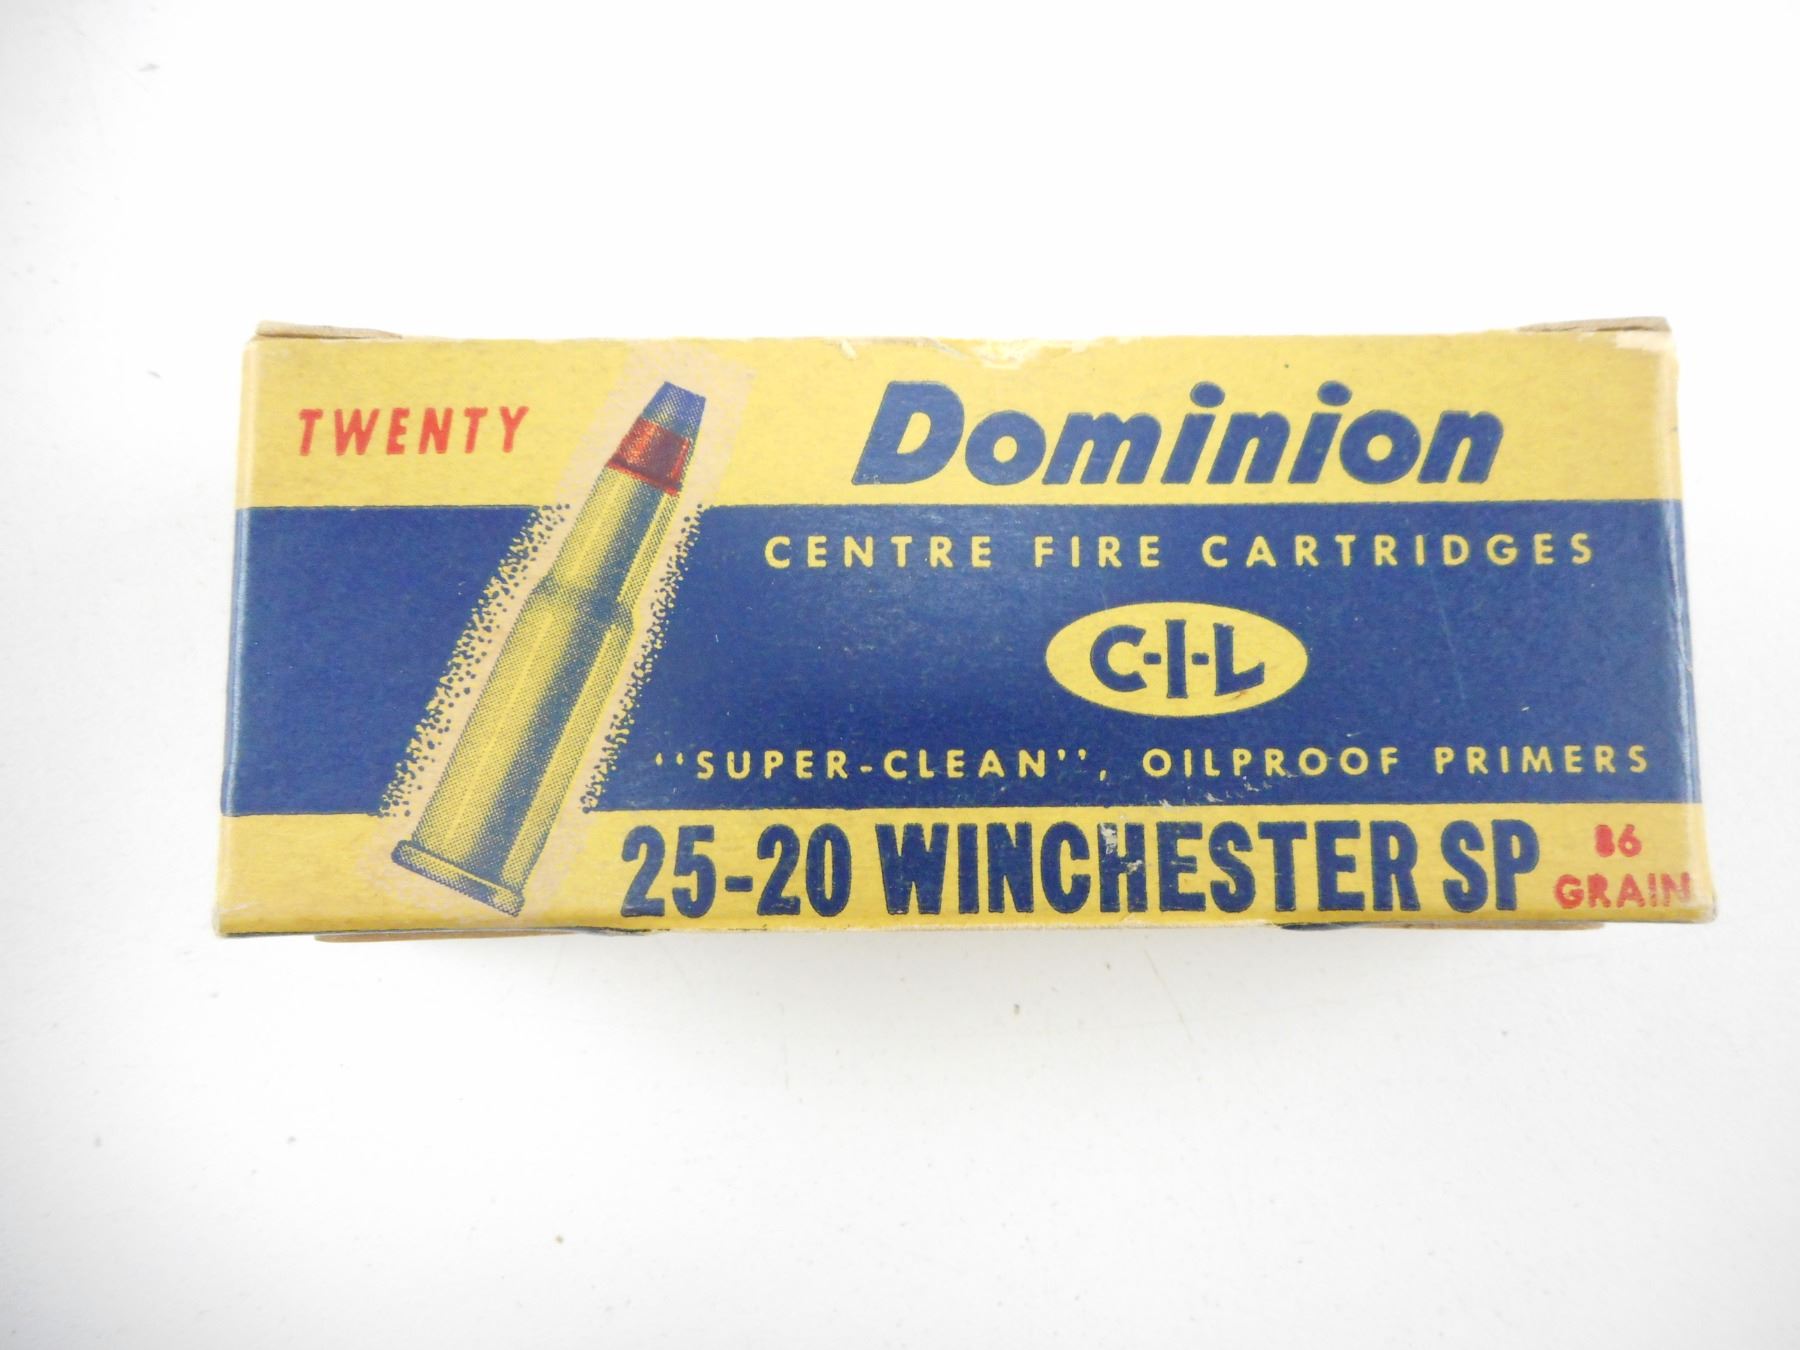 TWENTY
Dominion
CENTRE FIRE CARTRIDGES
C-I-L
"SUPER-CLEAN", OILPROOF PRIMERS
25-20 WINCHESTER SP
86
GRAIN